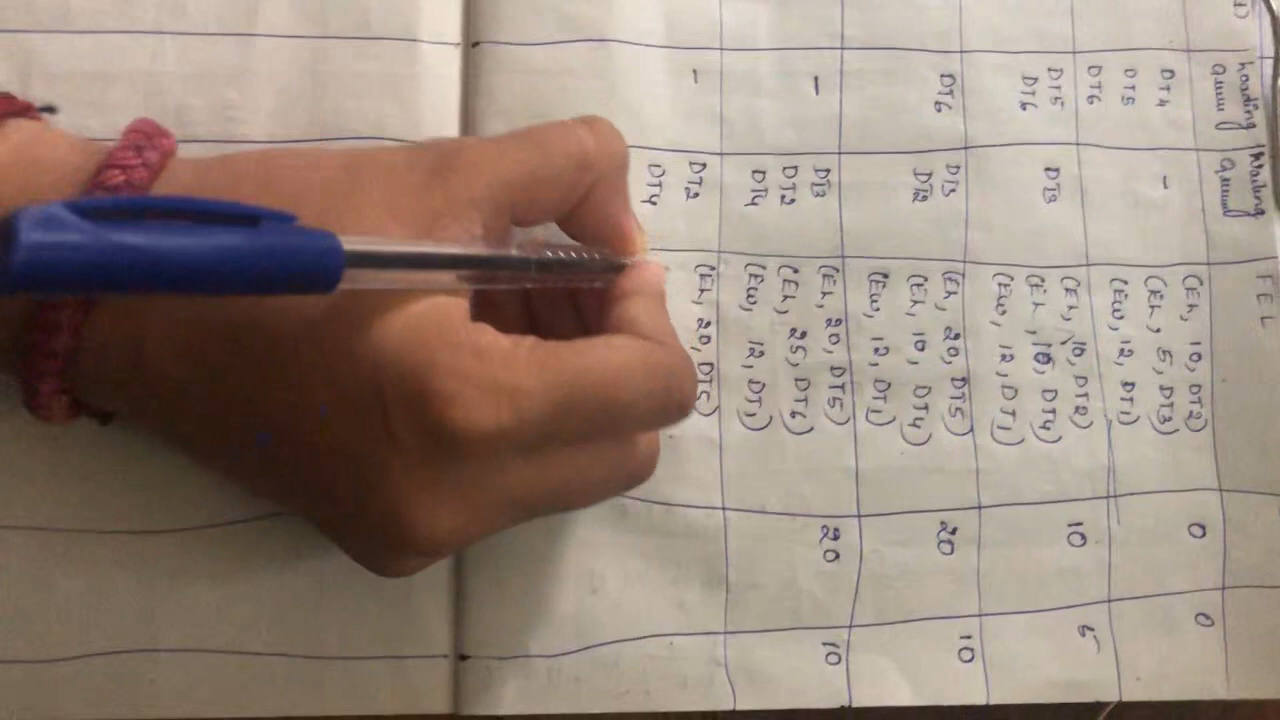 Loading Waiting FEL
Queue Queue
DT4 - (EL, 10, DT2) 0 0
DT5 (EL, 5, DT3)
DT6 (EW, 12, DT1)
DT5 DT3 (EL, 10, DT2) 10 5
DT6 (EL, 10, DT4)
(EW, 12, DT1)
DT6 DT3 (EL, 20, DT5) 20 10
DT2 (EL, 10, DT4)
(EW, 12, DT1)
- DT3 (EL, 20, DT5) 20 10
DT2 (EL, 25, DT6)
DT4 (EW, 12, DT1)
- DT2 (EL, 20, DT5)
DT4